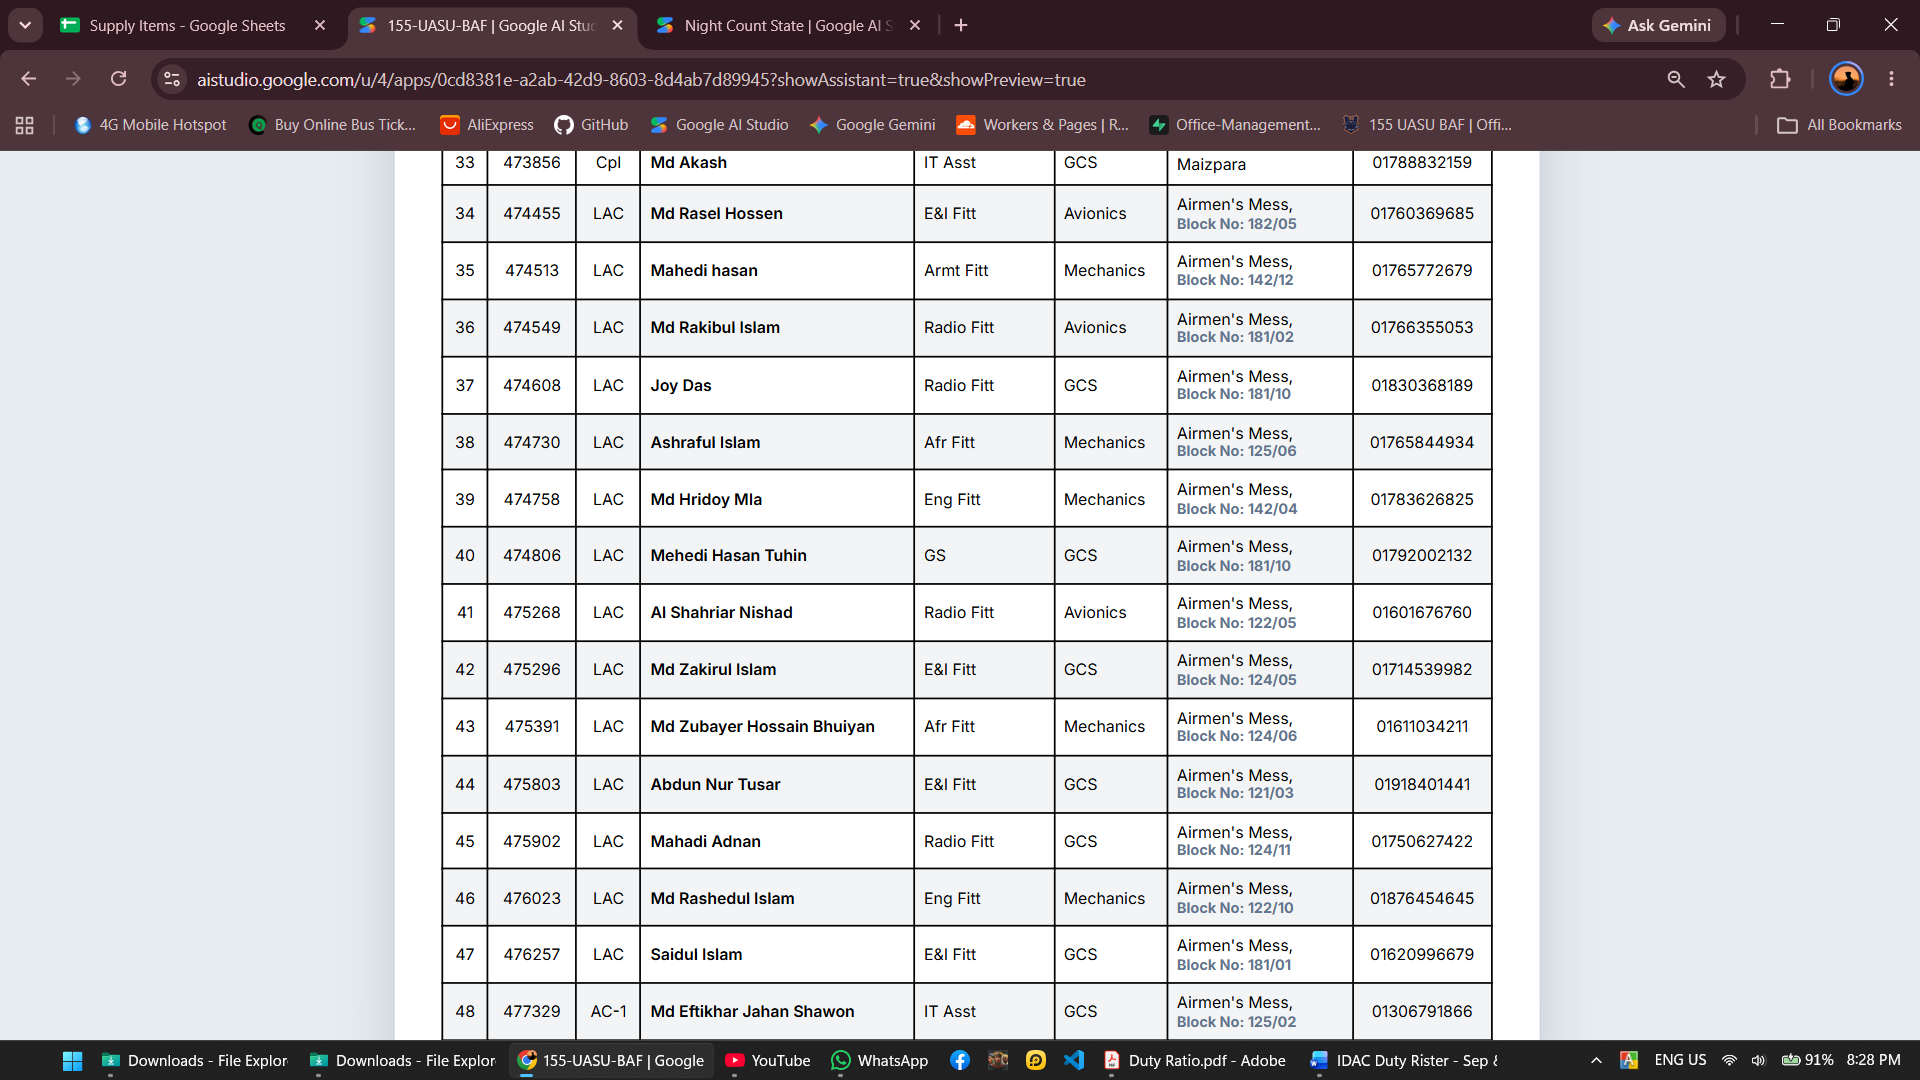 Supply Items - Google Sheets
155-UASU-BAF | Google AI Stu
Night Count State | Google AI S
Ask Gemini
aistudio.google.com/u/4/apps/0cd8381e-a2ab-42d9-8603-8d4ab7d89945?showAssistant=true&showPreview=true
4G Mobile Hotspot
Buy Online Bus Tick...
AliExpress
GitHub
Google AI Studio
Google Gemini
Workers & Pages | R...
Office-Management...
155 UASU BAF | Offi...
All Bookmarks
33 473856 Cpl Md Akash IT Asst GCS Maizpara 01788832159
34 474455 LAC Md Rasel Hossen E&I Fitt Avionics Airmen's Mess, 01760369685
Block No: 182/05
35 474513 LAC Mahedi hasan Armt Fitt Mechanics Airmen's Mess, 01765772679
Block No: 142/12
36 474549 LAC Md Rakibul Islam Radio Fitt Avionics Airmen's Mess, 01766355053
Block No: 181/02
37 474608 LAC Joy Das Radio Fitt GCS Airmen's Mess, 01830368189
Block No: 181/10
38 474730 LAC Ashraful Islam Afr Fitt Mechanics Airmen's Mess, 01765844934
Block No: 125/06
39 474758 LAC Md Hridoy MIa Eng Fitt Mechanics Airmen's Mess, 01783626825
Block No: 142/04
40 474806 LAC Mehedi Hasan Tuhin GS GCS Airmen's Mess, 01792002132
Block No: 181/10
41 475268 LAC Al Shahriar Nishad Radio Fitt Avionics Airmen's Mess, 01601676760
Block No: 122/05
42 475296 LAC Md Zakirul Islam E&I Fitt GCS Airmen's Mess, 01714539982
Block No: 124/05
43 475391 LAC Md Zubayer Hossain Bhuiyan Afr Fitt Mechanics Airmen's Mess, 01611034211
Block No: 124/06
44 475803 LAC Abdun Nur Tusar E&I Fitt GCS Airmen's Mess, 01918401441
Block No: 121/03
45 475902 LAC Mahadi Adnan Radio Fitt GCS Airmen's Mess, 01750627422
Block No: 124/11
46 476023 LAC Md Rashedul Islam Eng Fitt Mechanics Airmen's Mess, 01876454645
Block No: 122/10
47 476257 LAC Saidul Islam E&I Fitt GCS Airmen's Mess, 01620996679
Block No: 181/01
48 477329 AC-1 Md Eftikhar Jahan Shawon IT Asst GCS Airmen's Mess, 01306791866
Block No: 125/02
Downloads - File Explor
Downloads - File Explor
155-UASU-BAF | Google
YouTube
WhatsApp
Duty Ratio.pdf - Adobe
IDAC Duty Rister - Sep &
ENG US
91%
8:28 PM